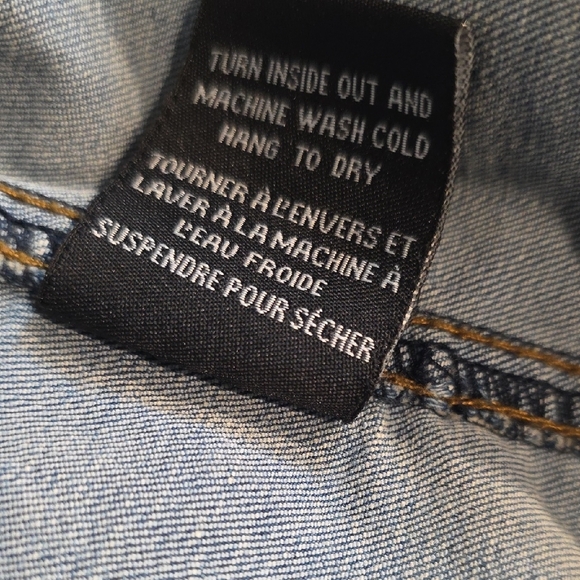 TURN INSIDE OUT AND
MACHINE WASH COLD
HANG TO DRY
TOURNER À L'ENVERS ET
LAVER À LA MACHINE À
L'EAU FROIDE
SUSPENDRE POUR SÉCHER